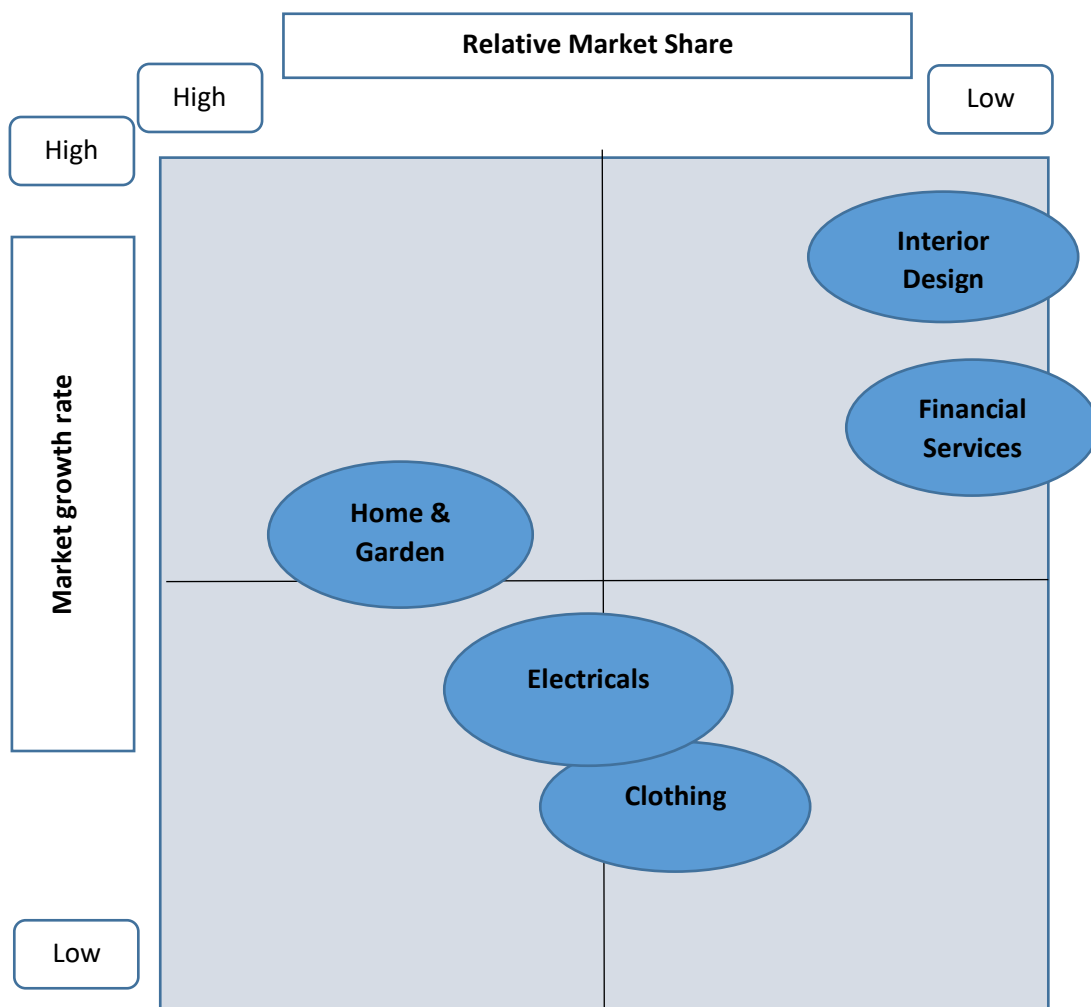 Relative Market Share
High
Low
High
Interior
Design
Financial
Services
Market growth rate
Home &
Garden
Electricals
Clothing
Low